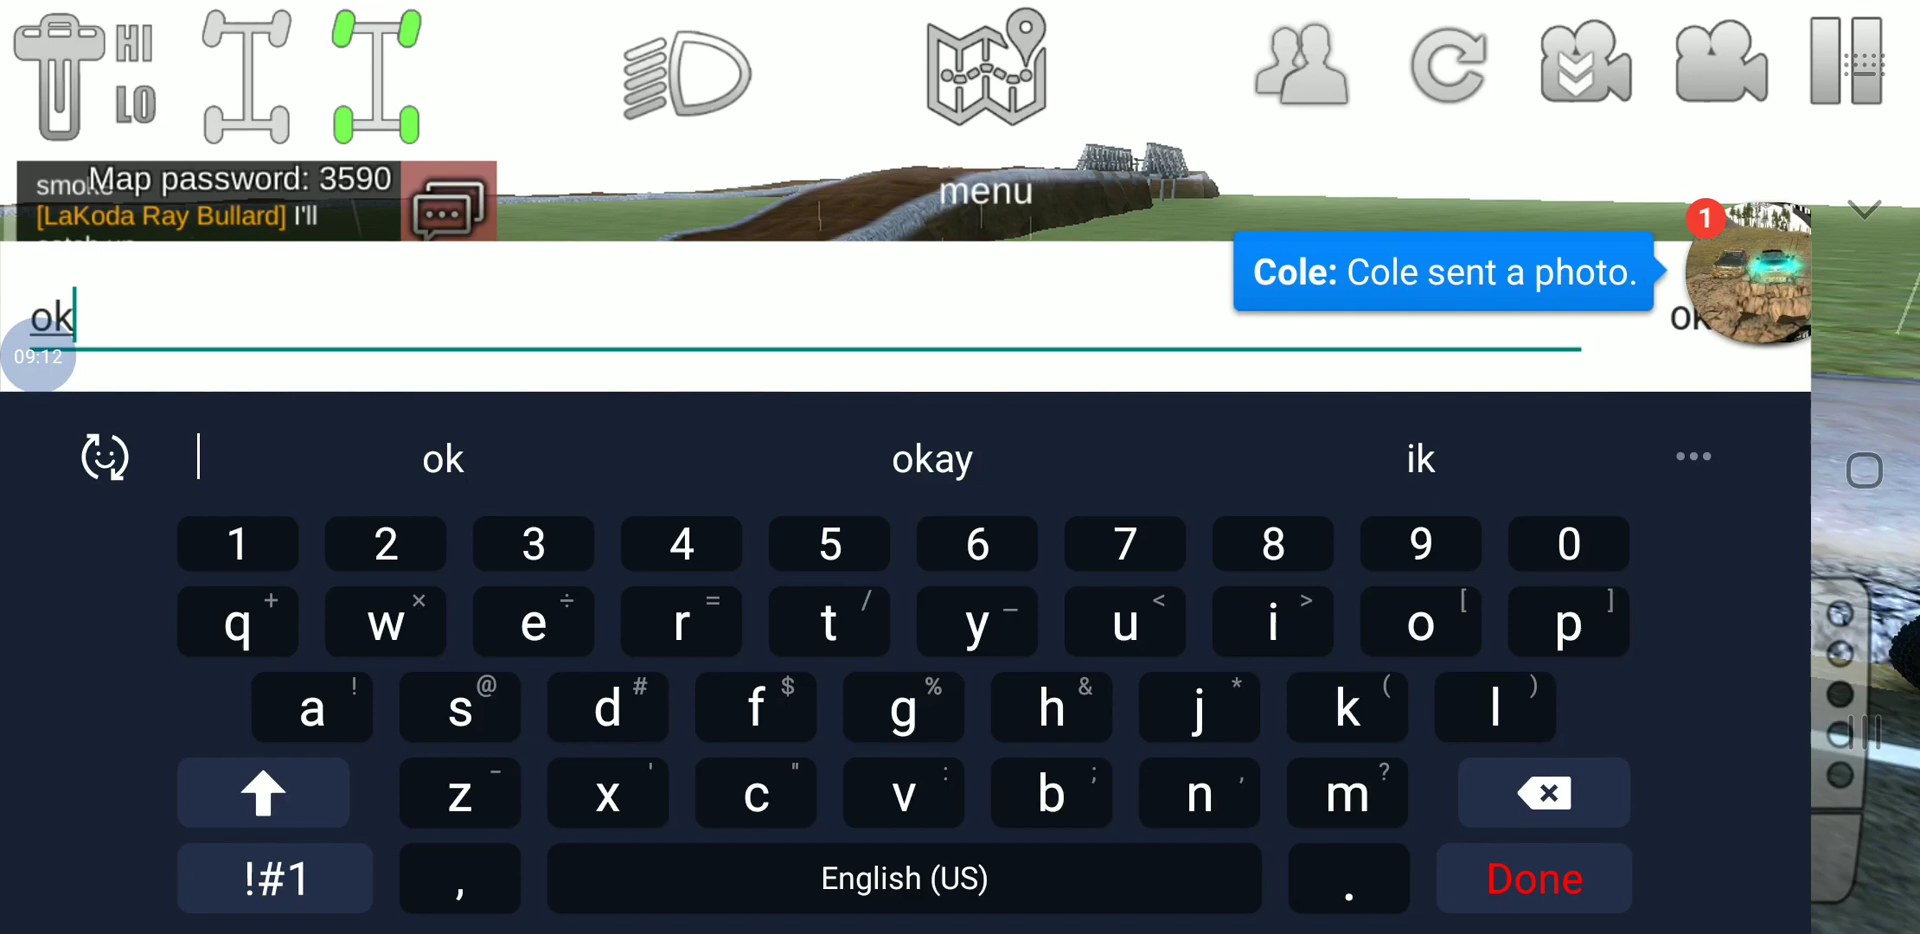 HI
LO
Map password: 3590
smoke
[LaKoda Ray Bullard] I'll
menu
1
Cole: Cole sent a photo.
ok
09:12
ok okay ik
1 2 3 4 5 6 7 8 9 0
q + w × e ÷ r = t / y _ u < i > o [ p ]
a ! s @ d # f $ g % h & j * k ( l )
z - x ' c " v : b ; n , m ?
!#1 , English (US) . Done